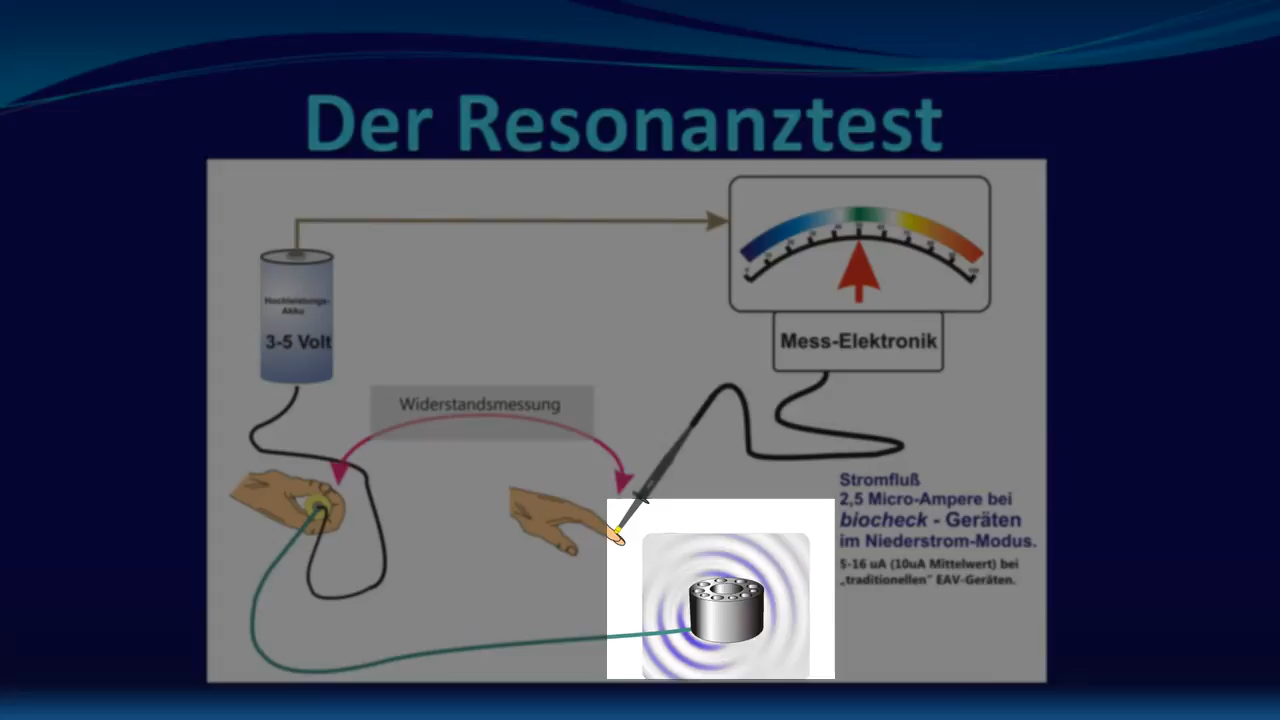 Der Resonanztest
Hochleistungs-
Akku
3-5 Volt
Mess-Elektronik
Widerstandsmessung
Stromfluß
2,5 Micro-Ampere bei
biocheck - Geräten
im Niederstrom-Modus.
5-16 uA (10uA Mittelwert) bei
„traditionellen“ EAV-Geräten.